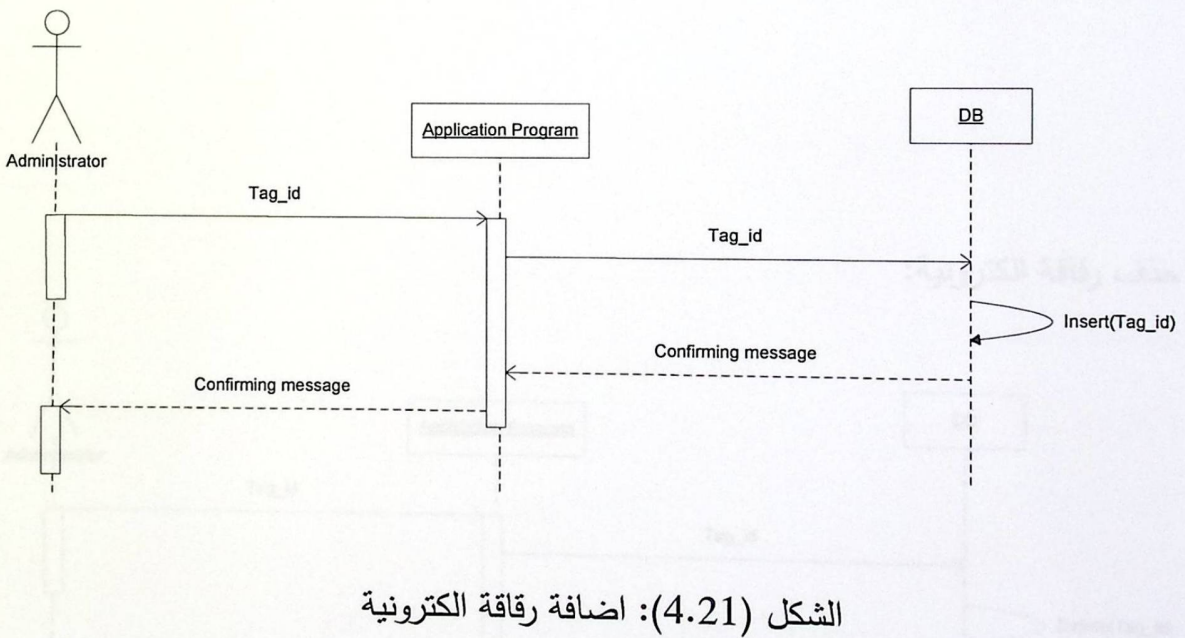 Administrator
Application Program
DB
Tag_id
Tag_id
Insert(Tag_id)
Confirming message
Confirming message
الشكل (4.21): اضافة رقاقة الكترونية